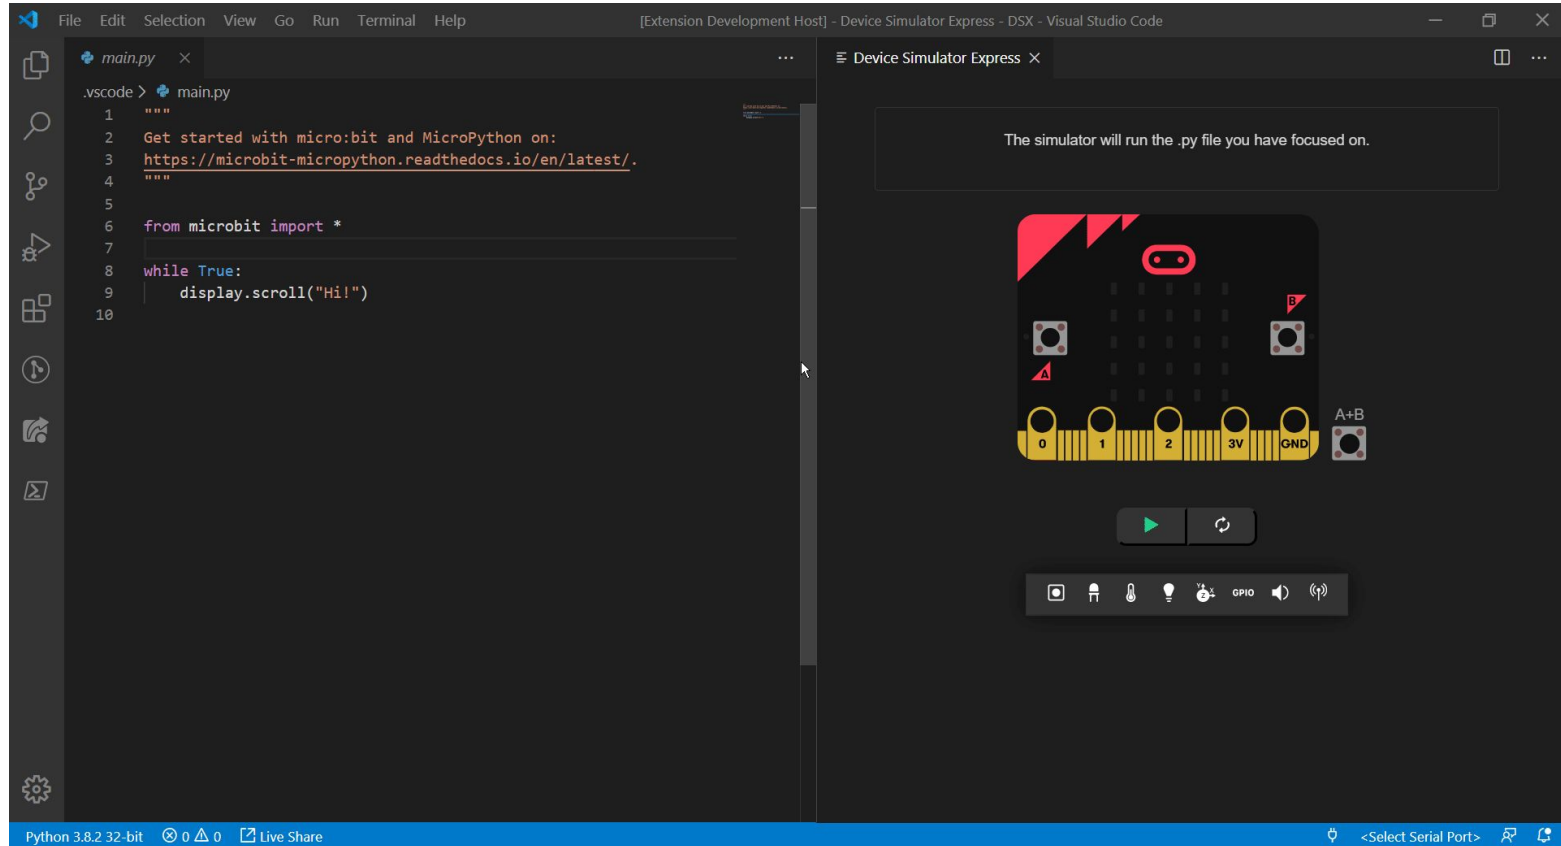 File Edit Selection View Go Run Terminal Help
[Extension Development Host] - Device Simulator Express - DSX - Visual Studio Code
main.py
.vscode > main.py
1 """
2 Get started with micro:bit and MicroPython on:
3 https://microbit-micropython.readthedocs.io/en/latest/.
4 """
5
6 from microbit import *
7
8 while True:
9 display.scroll("Hi!")
10
Device Simulator Express
The simulator will run the .py file you have focused on.
B
A
A+B
0 1 2 3V GND
GPIO
Python 3.8.2 32-bit 0 0 Live Share
<Select Serial Port>